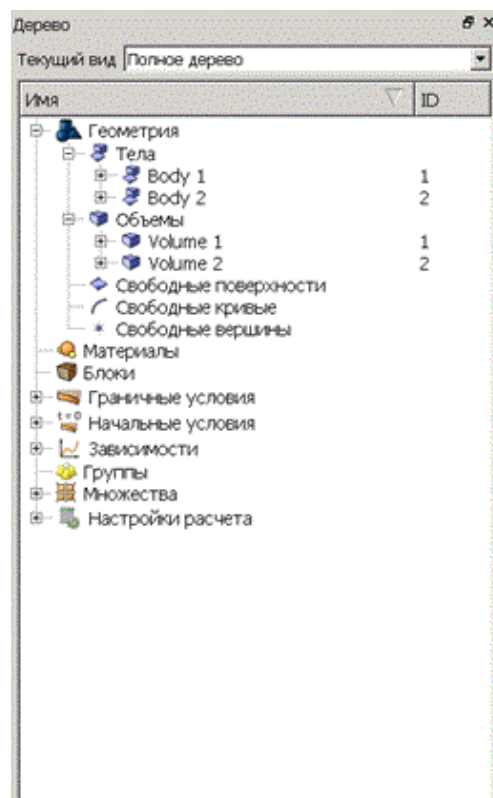 Дерево
Текущий вид Полное дерево
Имя ID
Геометрия
Тела
Body 1 1
Body 2 2
Объемы
Volume 1 1
Volume 2 2
Свободные поверхности
Свободные кривые
Свободные вершины
Материалы
Блоки
Граничные условия
t=0 Начальные условия
Зависимости
Группы
Множества
Настройки расчета